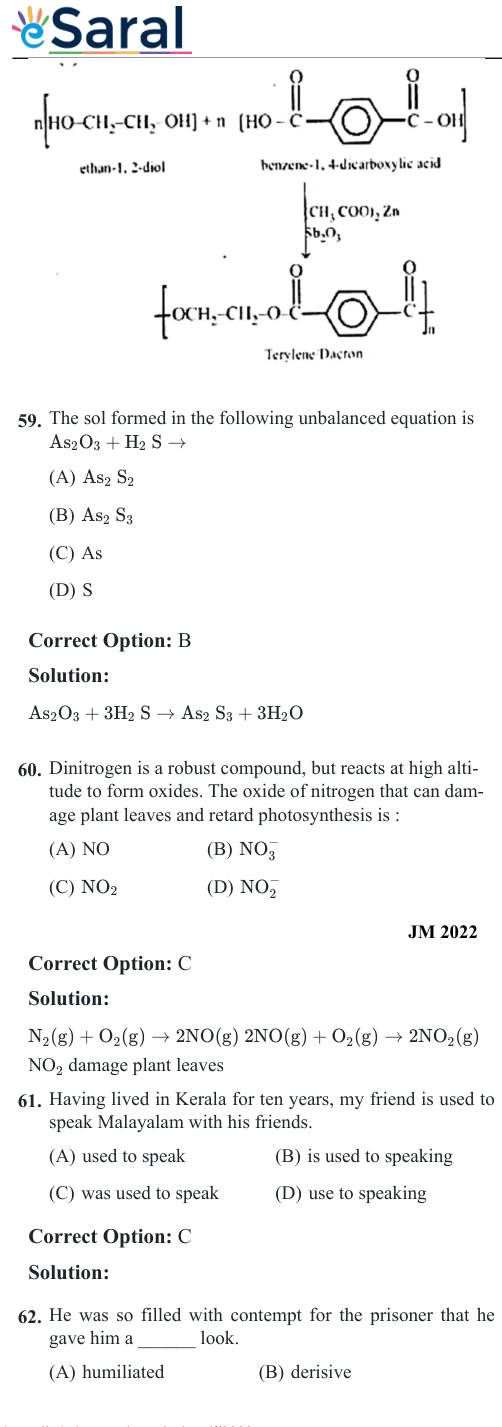 eSaral
n[HO-CH₂-CH₂ OH] + n [HO - C - C - OH]
O O
ethan-1, 2-diol benzene-1, 4-dicarboxylic acid
(CH₃ COO)₂ Zn
Sb₂O₃
O O
[OCH₂-CH₂-O-C C]n
Terylene Dacron
59. The sol formed in the following unbalanced equation is
As₂O₃ + H₂ S →
(A) As₂ S₂
(B) As₂ S₃
(C) As
(D) S
Correct Option: B
Solution:
As₂O₃ + 3H₂ S → As₂ S₃ + 3H₂O
60. Dinitrogen is a robust compound, but reacts at high alti-
tude to form oxides. The oxide of nitrogen that can dam-
age plant leaves and retard photosynthesis is :
(A) NO (B) NO₃⁻
(C) NO₂ (D) NO₂⁻
JM 2022
Correct Option: C
Solution:
N₂(g) + O₂(g) → 2NO(g) 2NO(g) + O₂(g) → 2NO₂(g)
NO₂ damage plant leaves
61. Having lived in Kerala for ten years, my friend is used to
speak Malayalam with his friends.
(A) used to speak (B) is used to speaking
(C) was used to speak (D) use to speaking
Correct Option: C
Solution:
62. He was so filled with contempt for the prisoner that he
gave him a ______ look.
(A) humiliated (B) derisive